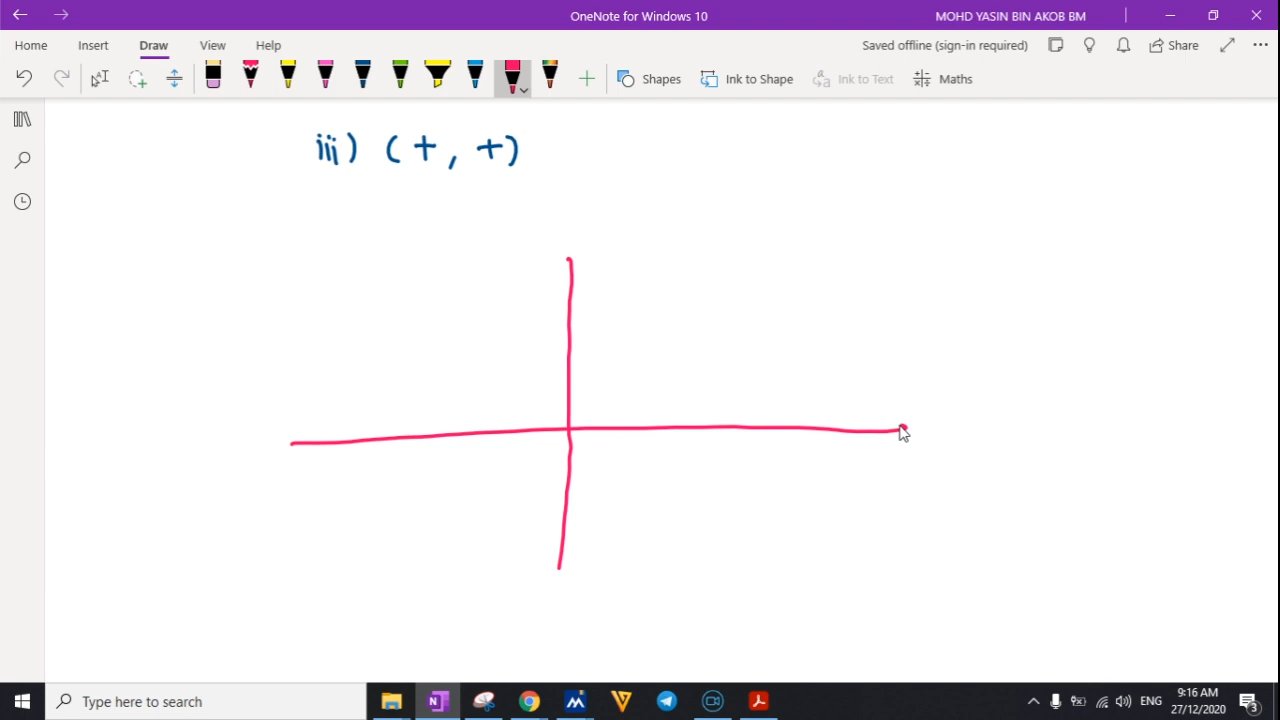 OneNote for Windows 10
MOHD YASIN BIN AKOB BM
Home Insert Draw View Help
Saved offline (sign-in required)
Share
Shapes
Ink to Shape
Ink to Text
Maths
iii) (+, +)
Type here to search
ENG
9:16 AM
27/12/2020
3